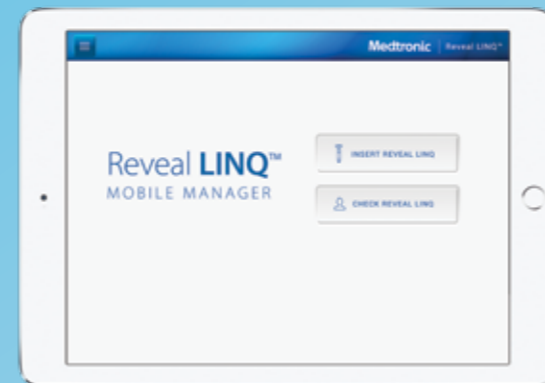 Medtronic Reveal LINQ™
Reveal LINQ™
MOBILE MANAGER
INSERT REVEAL LINQ
CHECK REVEAL LINQ